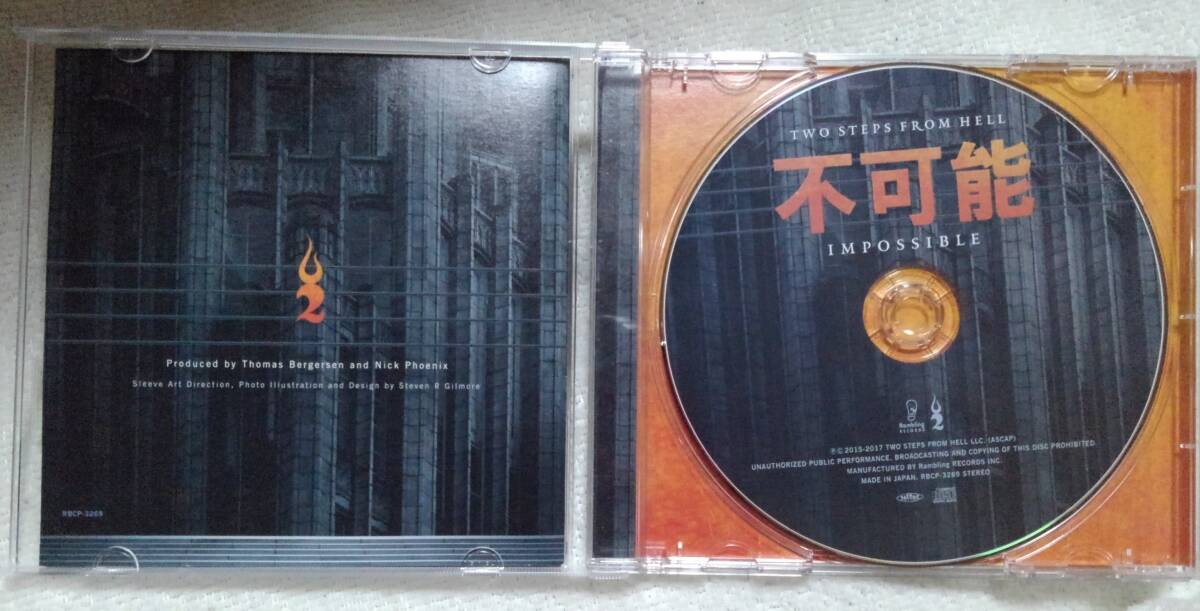 2
Produced by Thomas Bergersen and Nick Phoenix
Sleeve Art Direction, Photo Illustration and Design by Steven R Gilmore
RBCP-3269
TWO STEPS FROM HELL
不可能
IMPOSSIBLE
Rambling
RECORDS
2
℗© 2015-2017 TWO STEPS FROM HELL LLC. (ASCAP)
UNAUTHORIZED PUBLIC PERFORMANCE, BROADCASTING AND COPYING OF THIS DISC PROHIBITED.
MANUFACTURED BY Rambling RECORDS INC.
MADE IN JAPAN. RBCP-3269 STEREO